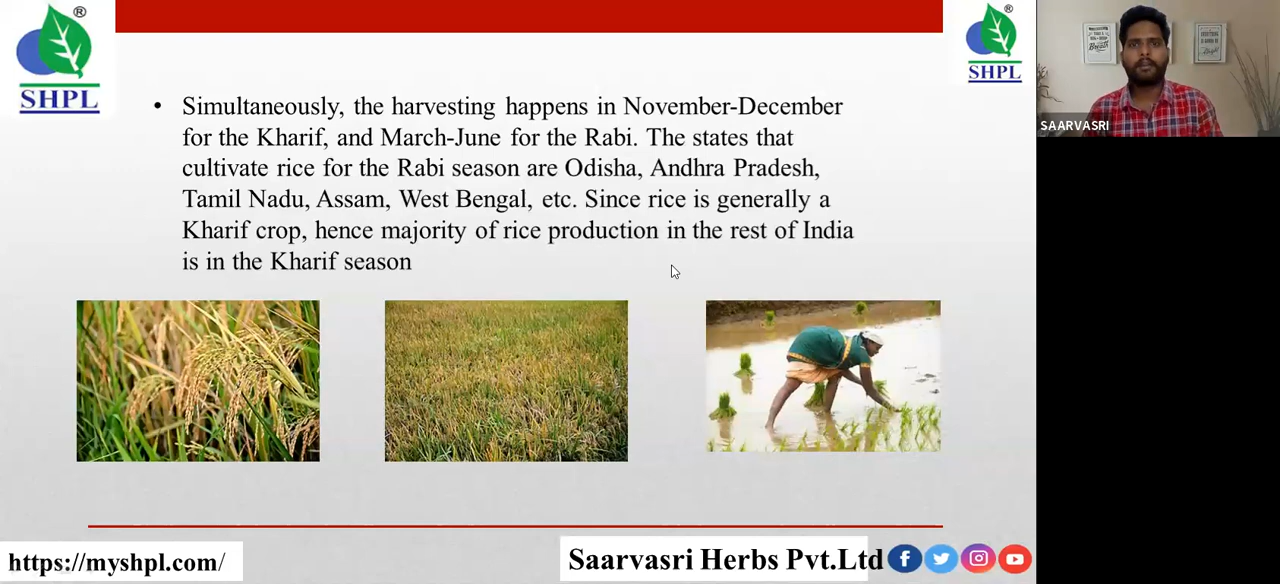 SHPL
SHPL
• Simultaneously, the harvesting happens in November-December
for the Kharif, and March-June for the Rabi. The states that
cultivate rice for the Rabi season are Odisha, Andhra Pradesh,
Tamil Nadu, Assam, West Bengal, etc. Since rice is generally a
Kharif crop, hence majority of rice production in the rest of India
is in the Kharif season
SAARVASRI
https://myshpl.com/
Saarvasri Herbs Pvt.Ltd